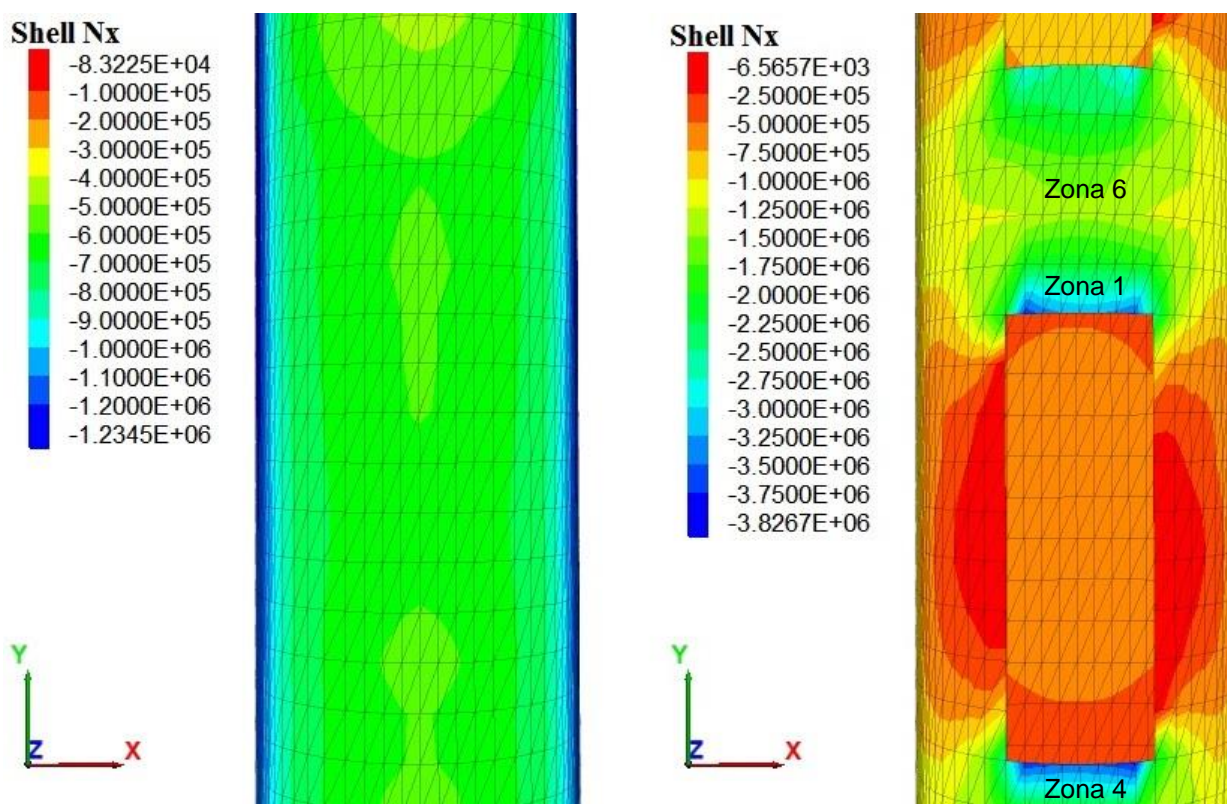 Shell Nx
-8.3225E+04
-1.0000E+05
-2.0000E+05
-3.0000E+05
-4.0000E+05
-5.0000E+05
-6.0000E+05
-7.0000E+05
-8.0000E+05
-9.0000E+05
-1.0000E+06
-1.1000E+06
-1.2000E+06
-1.2345E+06
Y
Z
X
Shell Nx
-6.5657E+03
-2.5000E+05
-5.0000E+05
-7.5000E+05
-1.0000E+06
-1.2500E+06
-1.5000E+06
-1.7500E+06
-2.0000E+06
-2.2500E+06
-2.5000E+06
-2.7500E+06
-3.0000E+06
-3.2500E+06
-3.5000E+06
-3.7500E+06
-3.8267E+06
Y
Z
X
Zona 6
Zona 1
Zona 4